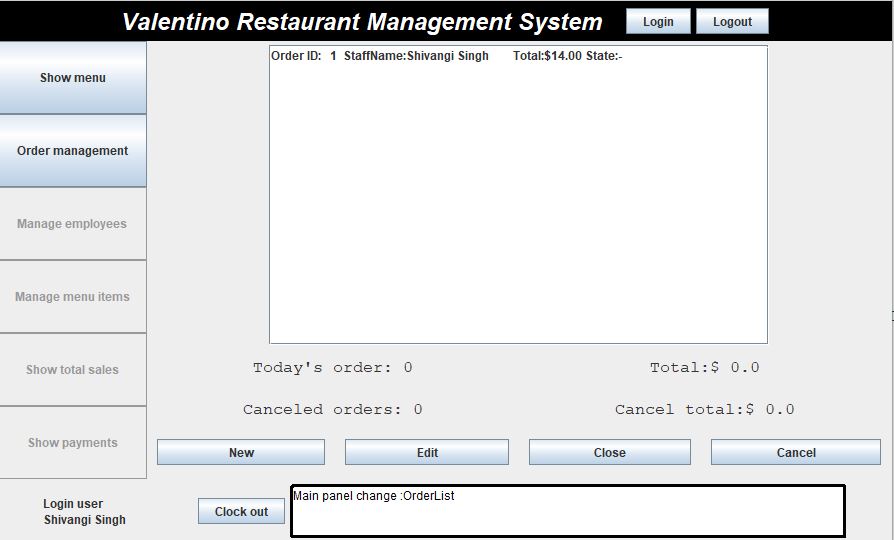 Valentino Restaurant Management System
Login
Logout
Show menu
Order management
Manage employees
Manage menu items
Show total sales
Show payments
Order ID: 1 StaffName:Shivangi Singh Total:$14.00 State:-
Today's order: 0
Total:$ 0.0
Canceled orders: 0
Cancel total:$ 0.0
New
Edit
Close
Cancel
Login user
Shivangi Singh
Clock out
Main panel change :OrderList